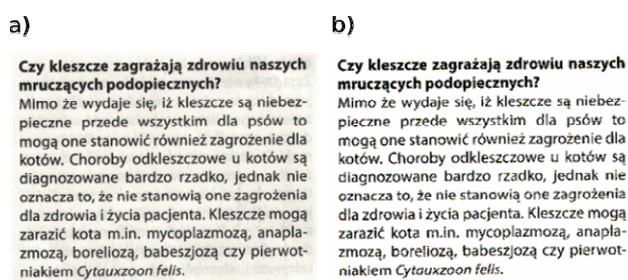 a)
Czy kleszcze zagrażają zdrowiu naszych
mruczących podopiecznych?
Mimo że wydaje się, iż kleszcze są niebez-
pieczne przede wszystkim dla psów to
mogą one stanowić również zagrożenie dla
kotów. Choroby odkleszczowe u kotów są
diagnozowane bardzo rzadko, jednak nie
oznacza to, że nie stanowią one zagrożenia
dla zdrowia i życia pacjenta. Kleszcze mogą
zarazić kota m.in. mycoplazmozą, anapla-
zmozą, boreliozą, babeszjozą czy pierwot-
niakiem Cytauxzoon felis.
b)
Czy kleszcze zagrażają zdrowiu naszych
mruczących podopiecznych?
Mimo że wydaje się, iż kleszcze są niebez-
pieczne przede wszystkim dla psów to
mogą one stanowić również zagrożenie dla
kotów. Choroby odkleszczowe u kotów są
diagnozowane bardzo rzadko, jednak nie
oznacza to, że nie stanowią one zagrożenia
dla zdrowia i życia pacjenta. Kleszcze mogą
zarazić kota m.in. mycoplazmozą, anapla-
zmozą, boreliozą, babeszjozą czy pierwot-
niakiem Cytauxzoon felis.